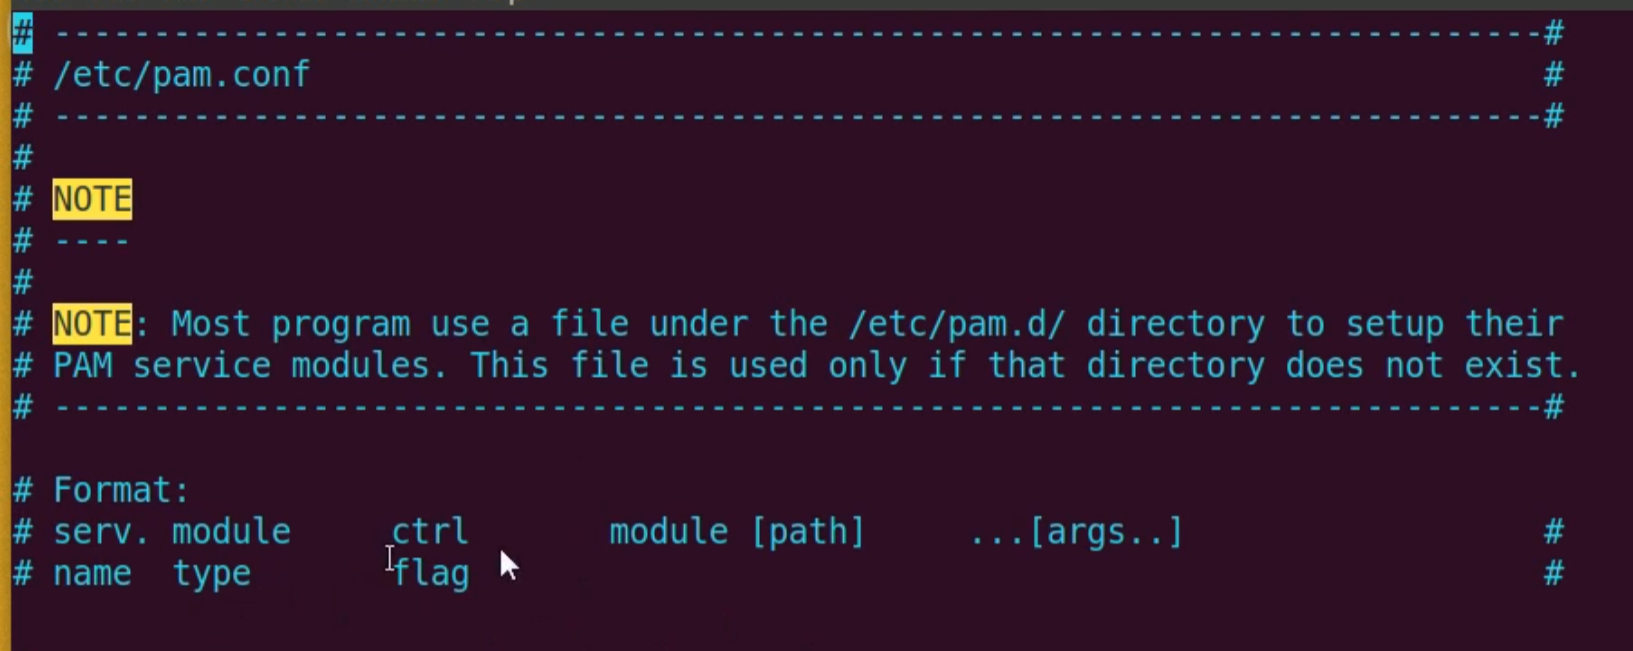 # ---------------------------------------------------------------------------#
# /etc/pam.conf                                                              #
# ---------------------------------------------------------------------------#
#
# NOTE
# ----
#
# NOTE: Most program use a file under the /etc/pam.d/ directory to setup their
# PAM service modules. This file is used only if that directory does not exist.
# ---------------------------------------------------------------------------#

# Format:
# serv. module     ctrl       module [path]     ...[args..]                  #
# name  type       flag                                                      #